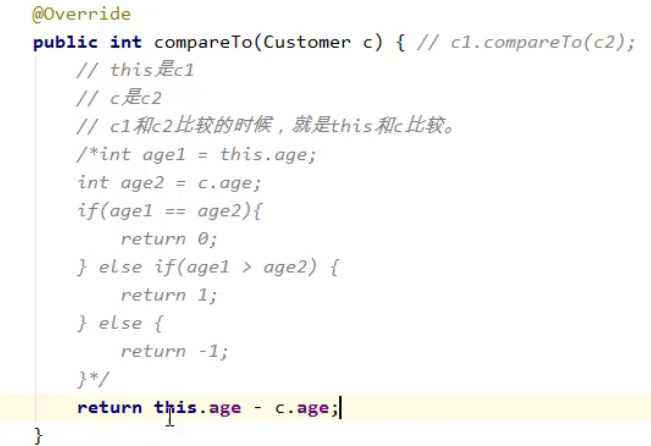 @Override
public int compareTo(Customer c) { // c1.compareTo(c2);
// this是c1
// c是c2
// c1和c2比较的时候，就是this和c比较。
/*int age1 = this.age;
int age2 = c.age;
if(age1 == age2){
return 0;
} else if(age1 > age2) {
return 1;
} else {
return -1;
}*/
return this.age - c.age;
}